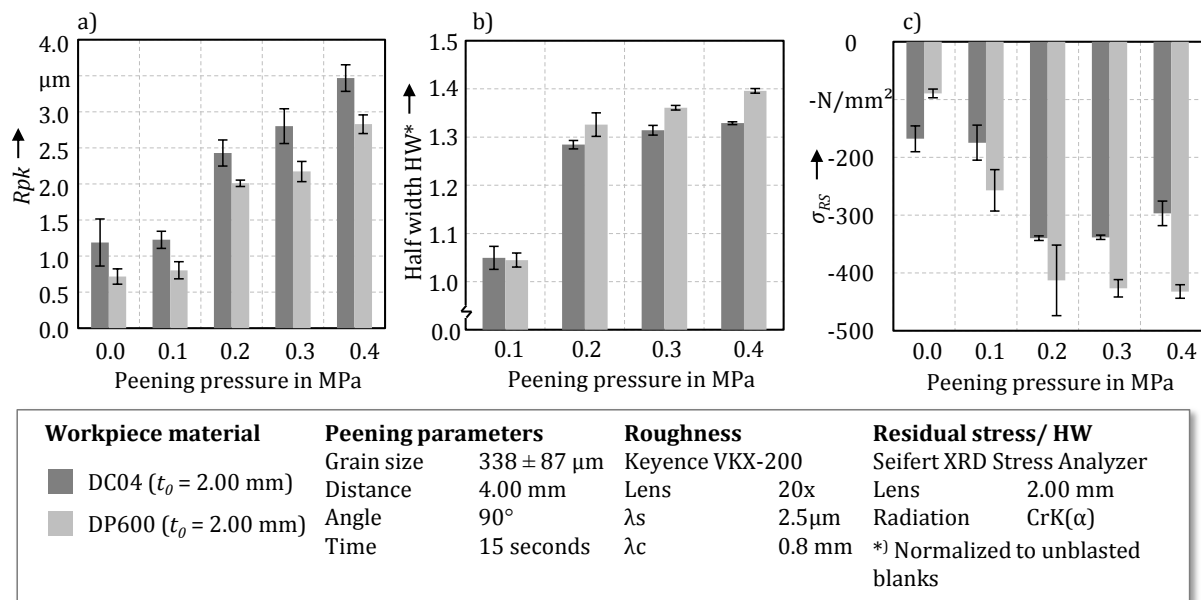 a)
4.0
μm
3.0
2.5
2.0
1.5
1.0
0.0
Rpk
0.0 0.1 0.2 0.3 0.4
Peening pressure in MPa
b)
1.5
1.4
1.3
1.2
1.1
1.0
0.0
Half width HW*
0.1 0.2 0.3 0.4
Peening pressure in MPa
c)
0
-N/mm²
-200
-300
-400
-500
σRS
0.0 0.1 0.2 0.3 0.4
Peening pressure in MPa
Workpiece material
DC04 (t0 = 2.00 mm)
DP600 (t0 = 2.00 mm)
Peening parameters
Grain size 338 ± 87 μm
Distance 4.00 mm
Angle 90°
Time 15 seconds
Roughness
Keyence VKX-200
Lens 20x
λs 2.5μm
λc 0.8 mm
Residual stress/ HW
Seifert XRD Stress Analyzer
Lens 2.00 mm
Radiation CrK(α)
*) Normalized to unblasted
blanks